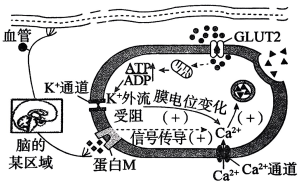 血管
GLUT2
ATP
ADP
K⁺通道
K⁺外流
受阻
膜电位变化
(+)
(+)
信号传导(+)
Ca²⁺
脑的
某区域
蛋白M
Ca²⁺
Ca²⁺通道